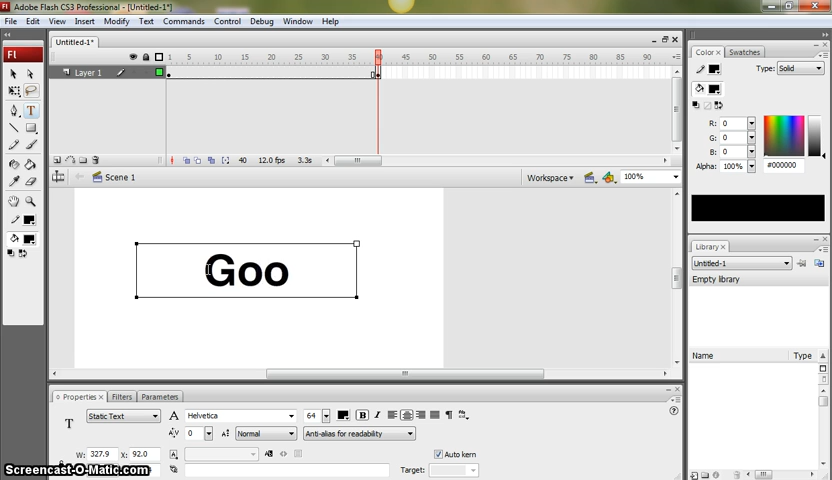 Adobe Flash CS3 Professional - [Untitled-1*]
File Edit View Insert Modify Text Commands Control Debug Window Help
Fl
Untitled-1*
1 5 10 15 20 25 30 35 40 45 50 55 60 65 70 75 80 85 90
Layer 1
40 12.0 fps 3.3s
Scene 1
Workspace
100%
Goo
Properties Filters Parameters
T
Static Text
A
Helvetica
64
B I
A/V 0
Normal
Anti-alias for readability
W: 327.9 X: 92.0
Auto kern
Target:
Color Swatches
Type: Solid
R: 0
G: 0
B: 0
Alpha: 100% #000000
Library
Untitled-1
Empty library
Name Type
Screencast-O-Matic.com